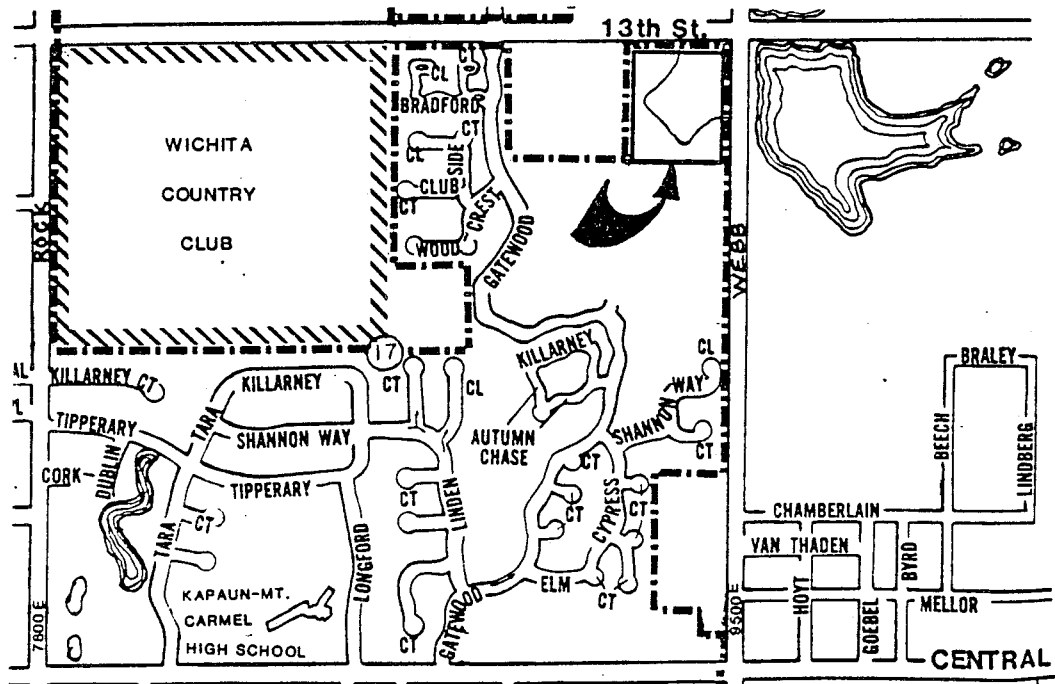 13th St.
CL
CT
BRADFORD
CT
CL
SIDE
CLUB
CT
CREST
WOOD
WICHITA
COUNTRY
CLUB
ROCK
GATEWOOD
WEBB
17
KILLARNEY
CL
AL
KILLARNEY CT
KILLARNEY
CT
CL
WAY
BRALEY
TIPPERARY
TARA
SHANNON WAY
AUTUMN
CHASE
SHANNON
CT
BEECH
LINDBERG
CORK
DUBLIN
TIPPERARY
CT
CT
CYPRESS
CT
CT
LINDEN
CT
TARA
CHAMBERLAIN
VAN THADEN
BYRD
LONGFORD
ELM
CT
HOYT
GOEBEL
MELLOR
KAPAUN-MT.
CARMEL
HIGH SCHOOL
CT
GATEWOOD
7800 E
9500 E
CENTRAL